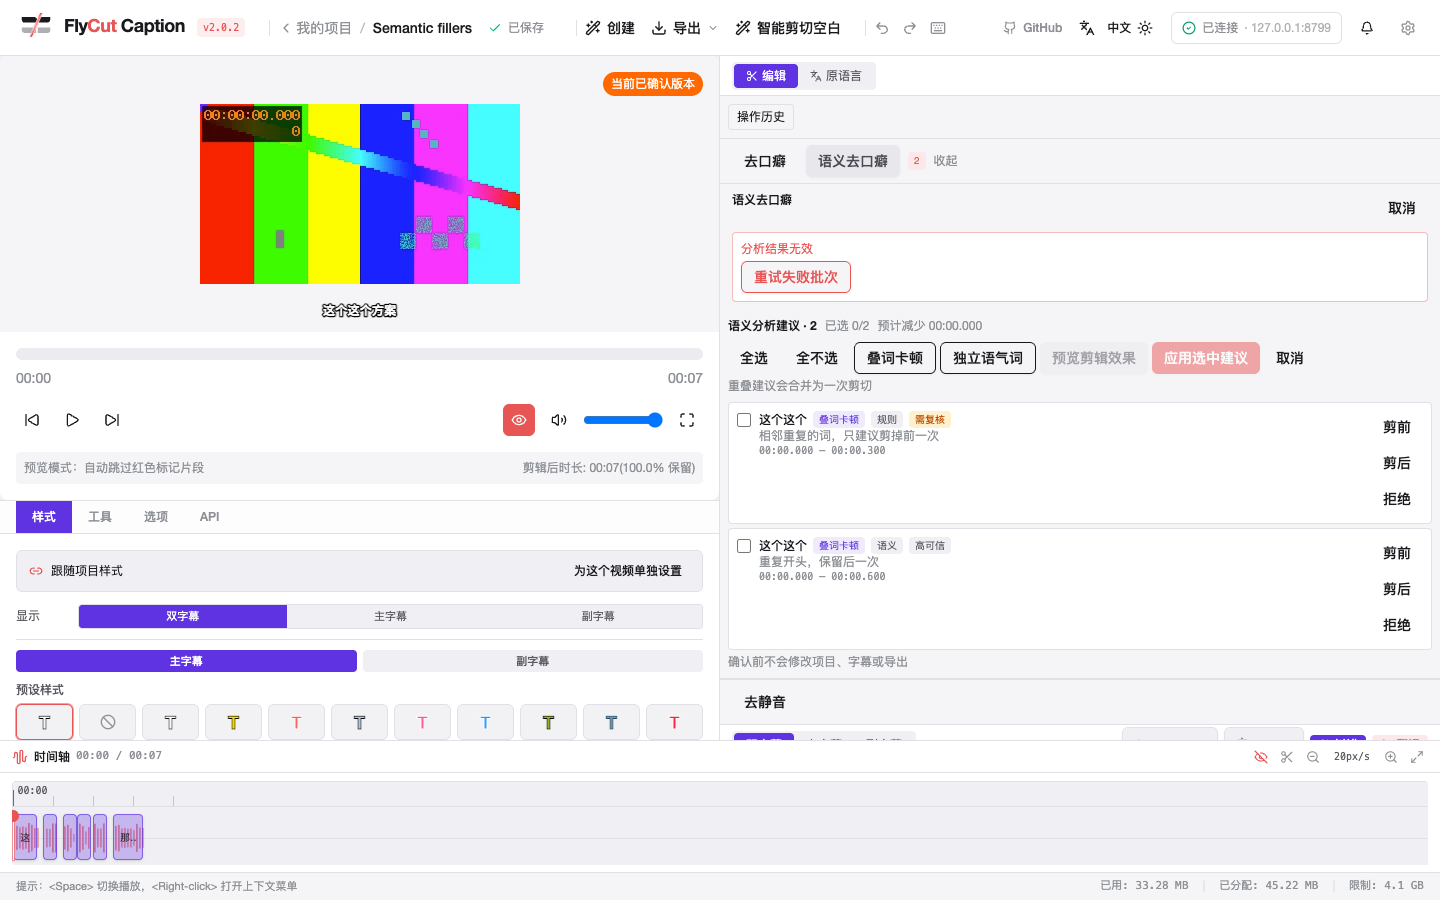 FlyCut Caption v2.0.2 我的项目 / Semantic fillers 已保存 创建 导出 智能剪切空白 GitHub 中文 已连接 · 127.0.0.1:8799
当前已确认版本
00:00:00.000
0
这个这个方案
00:00 00:07
预览模式：自动跳过红色标记片段 剪辑后时长: 00:07(100.0% 保留)
样式 工具 选项 API
跟随项目样式 为这个视频单独设置
显示 双字幕 主字幕 副字幕
主字幕 副字幕
预设样式
T T T T T T T T T T
编辑 原语言
操作历史
去口癖 语义去口癖 2 收起
语义去口癖
取消
分析结果无效
重试失败批次
语义分析建议 · 2 已选 0/2 预计减少 00:00.000
全选 全不选 叠词卡顿 独立语气词 预览剪辑效果 应用选中建议 取消
重叠建议会合并为一次剪切
这个这个 叠词卡顿 规则 需复核
相邻重复的词，只建议剪掉前一次
00:00.000 — 00:00.300
剪前
剪后
拒绝
这个这个 叠词卡顿 语义 高可信
重复开头，保留后一次
00:00.000 — 00:00.600
剪前
剪后
拒绝
确认前不会修改项目、字幕或导出
去静音
时间轴 00:00 / 00:07 20px/s
00:00
这 那...
提示: <Space> 切换播放，<Right-click> 打开上下文菜单 已用: 33.28 MB 已分配: 45.22 MB 限制: 4.1 GB